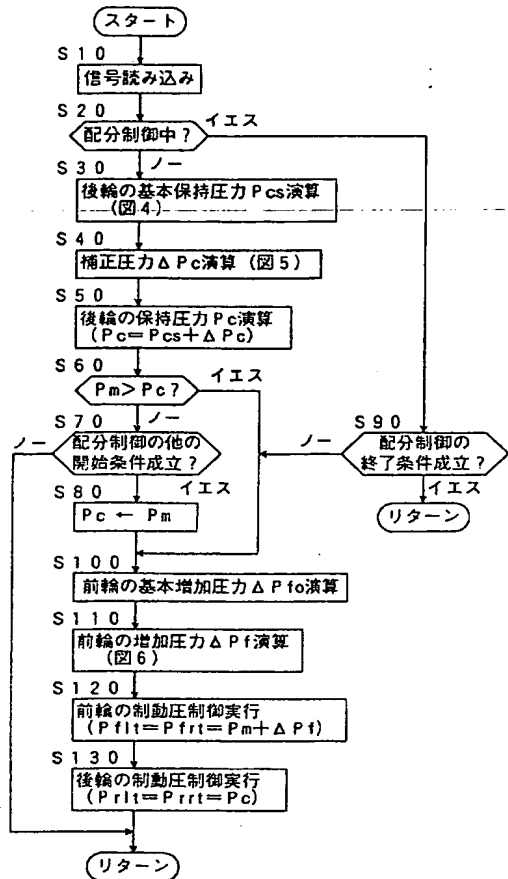 スタート
S10
信号読み込み
S20
配分制御中?
イエス
ノー
S30
後輪の基本保持圧力Pcs演算
(図4)
S40
補正圧力ΔPc演算(図5)
S50
後輪の保持圧力Pc演算
(Pc=Pcs+ΔPc)
S60
Pm>Pc?
イエス
ノー
S70
配分制御の他の
開始条件成立?
ノー
イエス
S80
Pc ← Pm
S90
配分制御の
終了条件成立?
ノー
イエス
リターン
S100
前輪の基本増加圧力ΔPfo演算
S110
前輪の増加圧力ΔPf演算
(図6)
S120
前輪の制動圧制御実行
(Pflt=Pfrt=Pm+ΔPf)
S130
後輪の制動圧制御実行
(Prlt=Prrt=Pc)
リターン